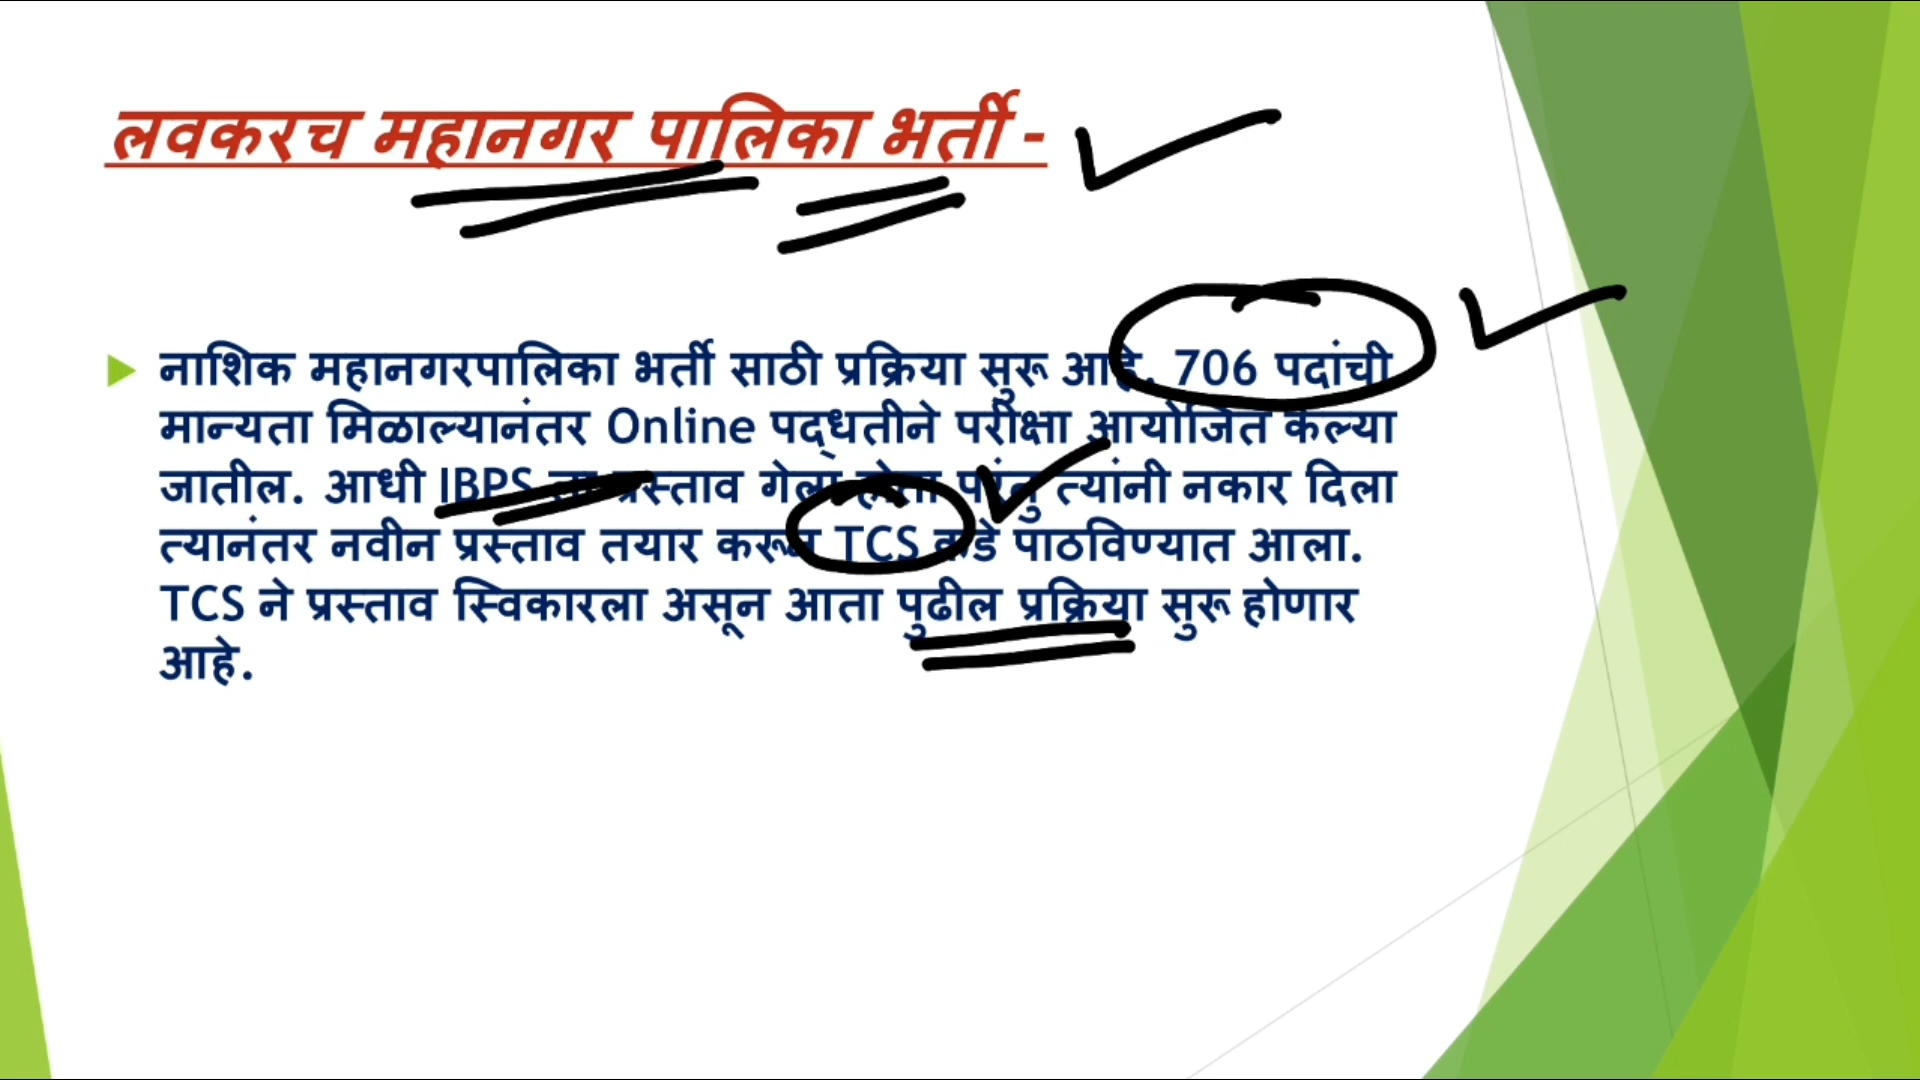 लवकरच महानगर पालिका भर्ती -
नाशिक महानगरपालिका भर्ती साठी प्रक्रिया सुरू आहे. 706 पदांची
मान्यता मिळाल्यानंतर Online पद्धतीने परीक्षा आयोजित केल्या
जातील. आधी IBPS ला प्रस्ताव गेला होता परंतु त्यांनी नकार दिला
त्यानंतर नवीन प्रस्ताव तयार करून TCS कडे पाठविण्यात आला.
TCS ने प्रस्ताव स्विकारला असून आता पुढील प्रक्रिया सुरू होणार
आहे.